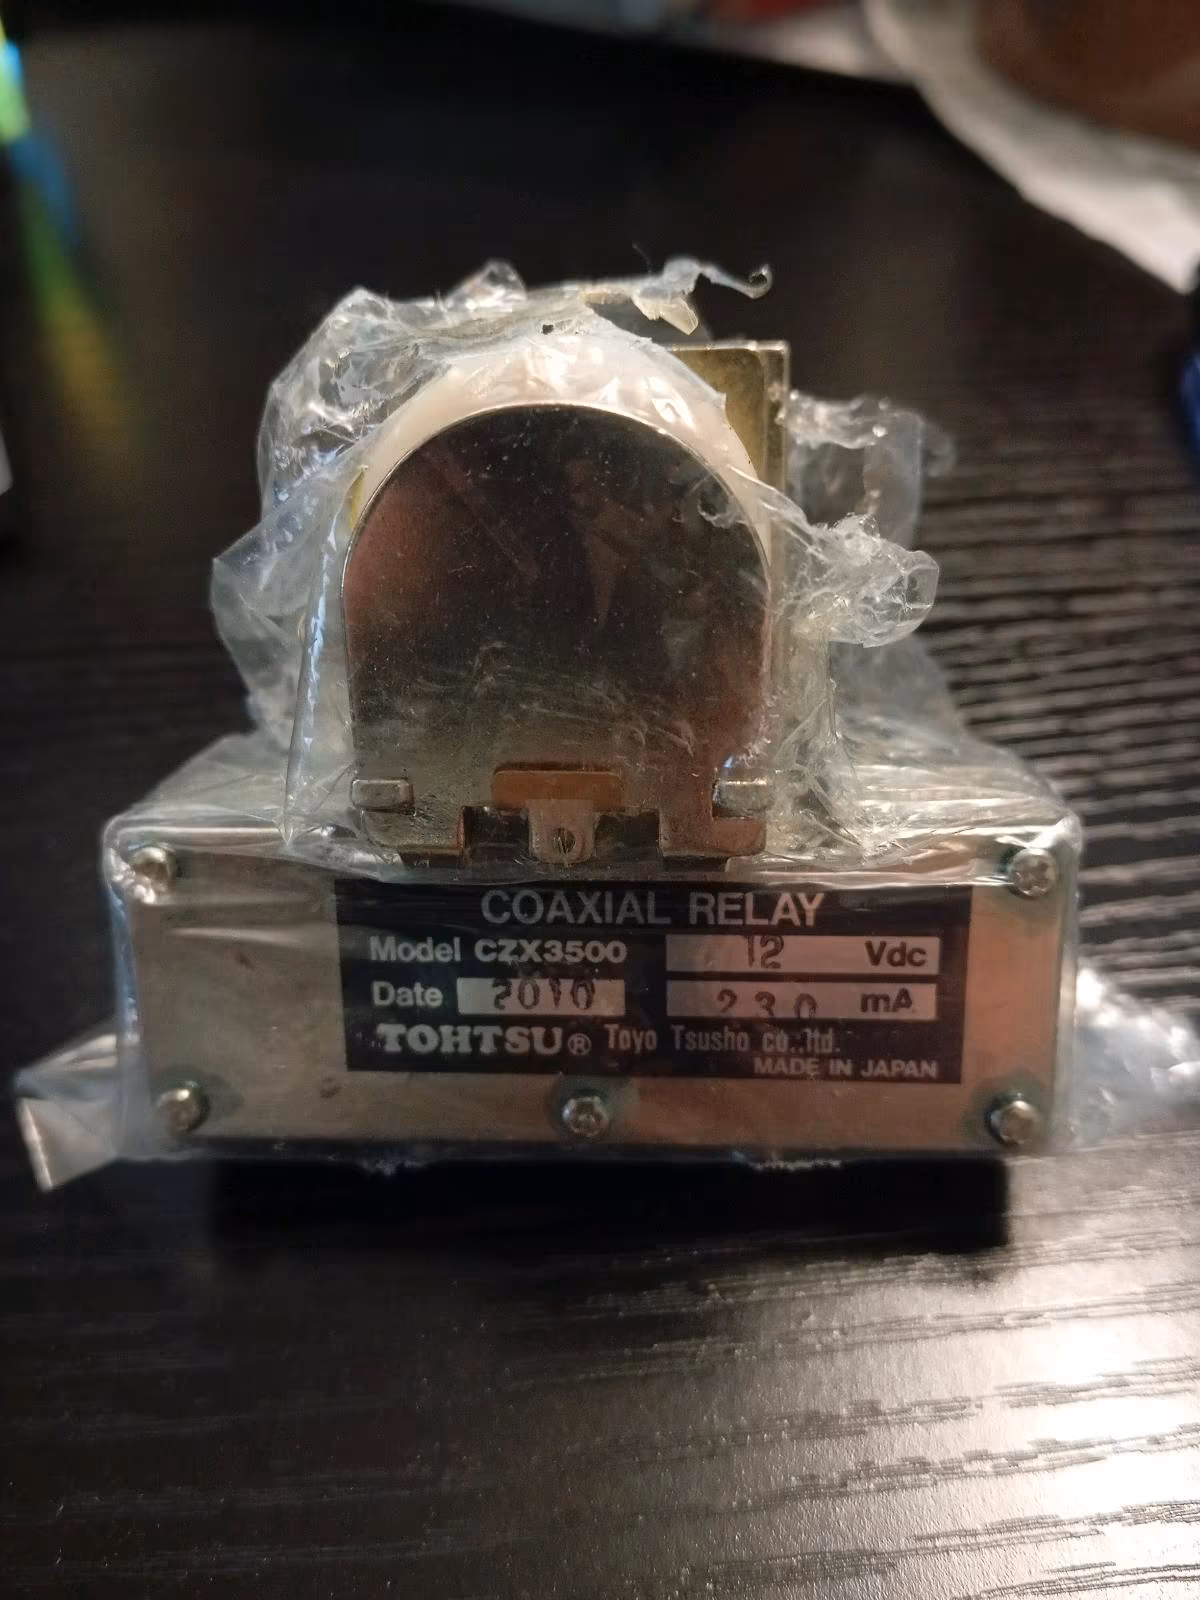 COAXIAL RELAY
Model CZX3500 12 Vdc
Date 2010 230 mA
TOHTSU® Toyo Tsusho co.,ltd.
MADE IN JAPAN